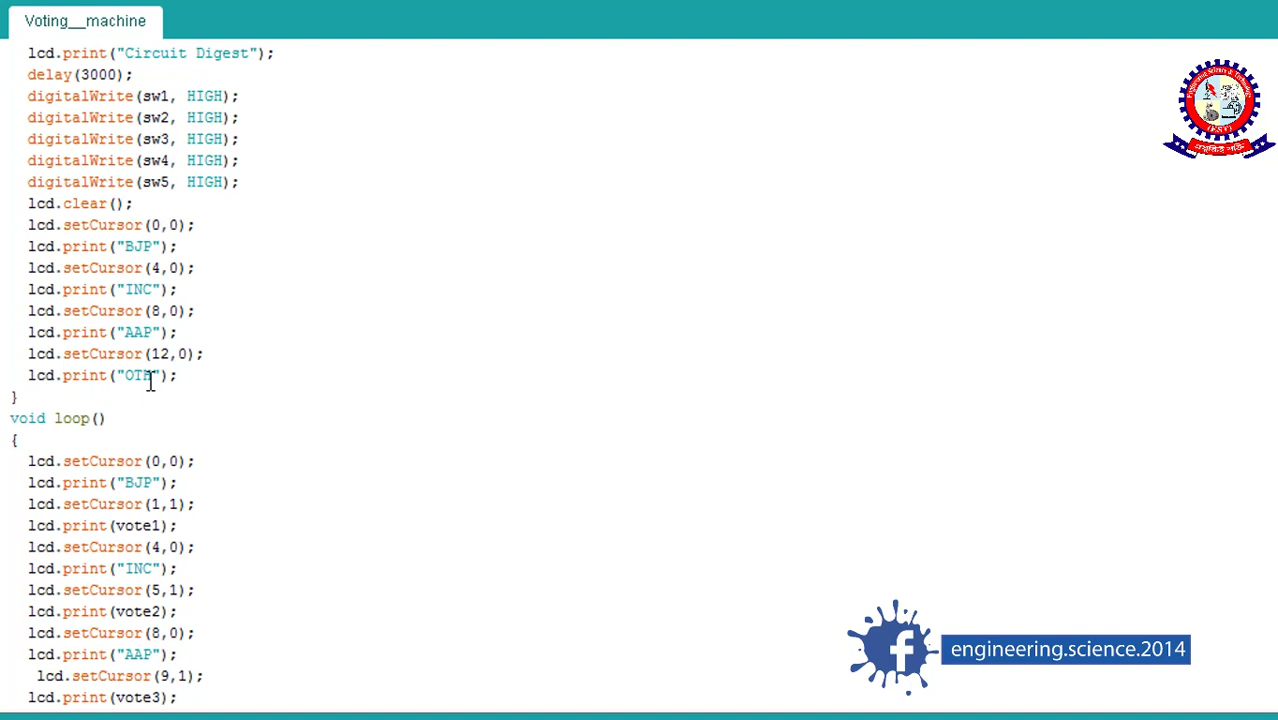 Voting__machine
lcd.print("Circuit Digest");
delay(3000);
digitalWrite(sw1, HIGH);
digitalWrite(sw2, HIGH);
digitalWrite(sw3, HIGH);
digitalWrite(sw4, HIGH);
digitalWrite(sw5, HIGH);
lcd.clear();
lcd.setCursor(0,0);
lcd.print("BJP");
lcd.setCursor(4,0);
lcd.print("INC");
lcd.setCursor(8,0);
lcd.print("AAP");
lcd.setCursor(12,0);
lcd.print("OTH");
}
void loop()
{
lcd.setCursor(0,0);
lcd.print("BJP");
lcd.setCursor(1,1);
lcd.print(vote1);
lcd.setCursor(4,0);
lcd.print("INC");
lcd.setCursor(5,1);
lcd.print(vote2);
lcd.setCursor(8,0);
lcd.print("AAP");
lcd.setCursor(9,1);
lcd.print(vote3);
Engineering Science & Technology
(EST)
f engineering.science.2014